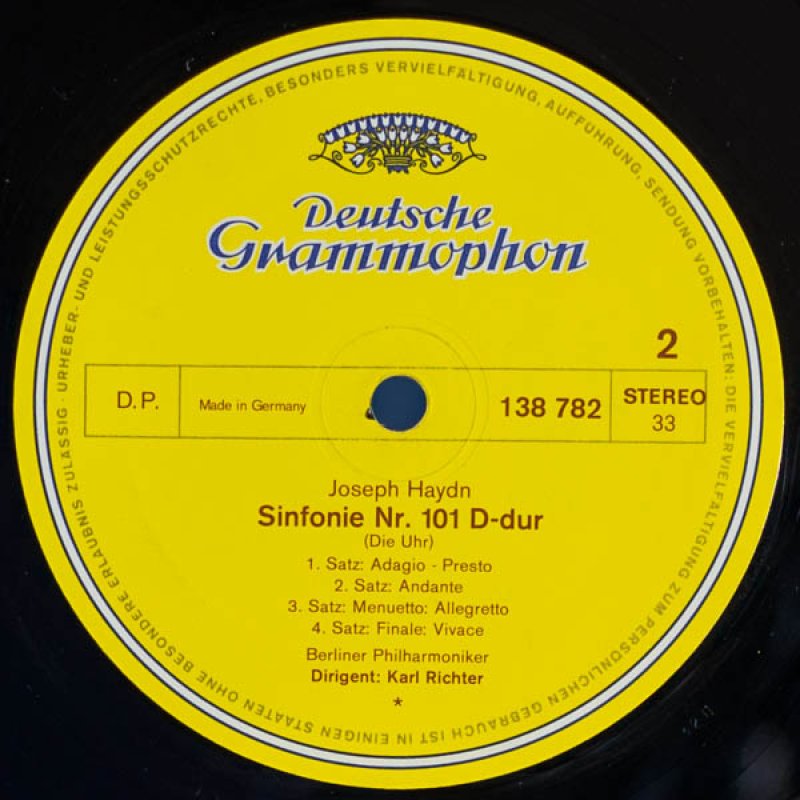 Deutsche
Grammophon
2
D.P.
Made in Germany
138 782
STEREO
33
Joseph Haydn
Sinfonie Nr. 101 D-dur
(Die Uhr)
1. Satz: Adagio - Presto
2. Satz: Andante
3. Satz: Menuetto: Allegretto
4. Satz: Finale: Vivace
Berliner Philharmoniker
Dirigent: Karl Richter
*
URHEBER- UND LEISTUNGSSCHUTZRECHTE, BESONDERS VERVIELFÄLTIGUNG, AUFFÜHRUNG, SENDUNG VORBEHALTEN: DIE VERVIELFÄLTIGUNG ZUM PERSÖNLICHEN GEBRAUCH IST IN EINIGEN STAATEN OHNE BESONDERE ERLAUBNIS ZULÄSSIG ·